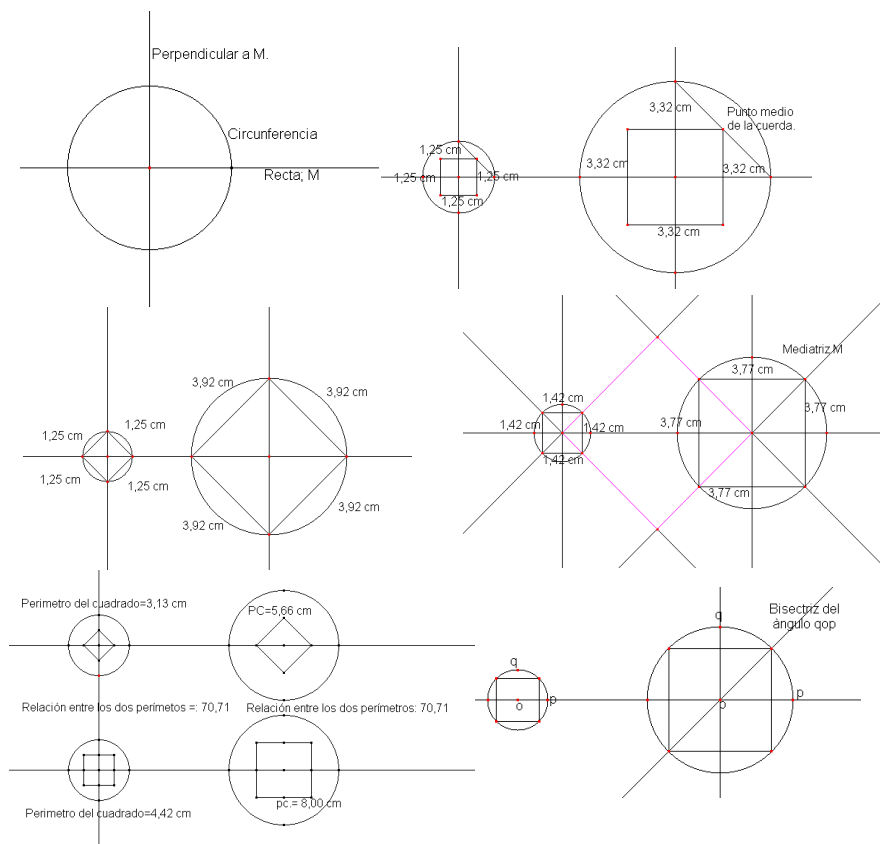 Perpendicular a M.
Circunferencia
Recta; M
1,25 cm
1,25 cm
1,25 cm
1,25 cm
3,32 cm
Punto medio
de la cuerda.
3,32 cm
3,32 cm
3,32 cm
1,25 cm
1,25 cm
1,25 cm
1,25 cm
3,92 cm
3,92 cm
3,92 cm
3,92 cm
1,42 cm
1,42 cm
1,42 cm
1,42 cm
Mediatriz M
3,77 cm
3,77 cm
3,77 cm
3,77 cm
Perimetro del cuadrado=3,13 cm
PC=5,66 cm
Relación entre los dos perímetos =: 70,71
Relación entre los dos perímetros: 70,71
Perimetro del cuadrado=4,42 cm
pc.= 8,00 cm
q
p
o
q
Bisectriz del
àngulo qop
p
o